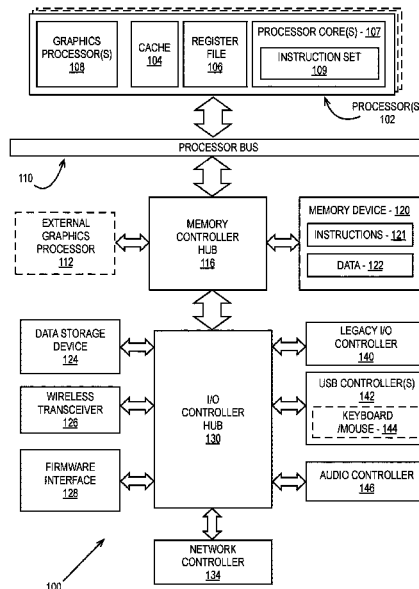 GRAPHICS
PROCESSOR(S)
108
CACHE
104
REGISTER
FILE
106
PROCESSOR CORE(S) - 107
INSTRUCTION SET
109
PROCESSOR(S)
102
PROCESSOR BUS
110
EXTERNAL
GRAPHICS
PROCESSOR
112
MEMORY
CONTROLLER
HUB
116
MEMORY DEVICE - 120
INSTRUCTIONS - 121
DATA - 122
DATA STORAGE
DEVICE
124
WIRELESS
TRANSCEIVER
126
FIRMWARE
INTERFACE
128
I/O
CONTROLLER
HUB
130
LEGACY I/O
CONTROLLER
140
USB CONTROLLER(S)
142
KEYBOARD
/MOUSE - 144
AUDIO CONTROLLER
146
NETWORK
CONTROLLER
134
100